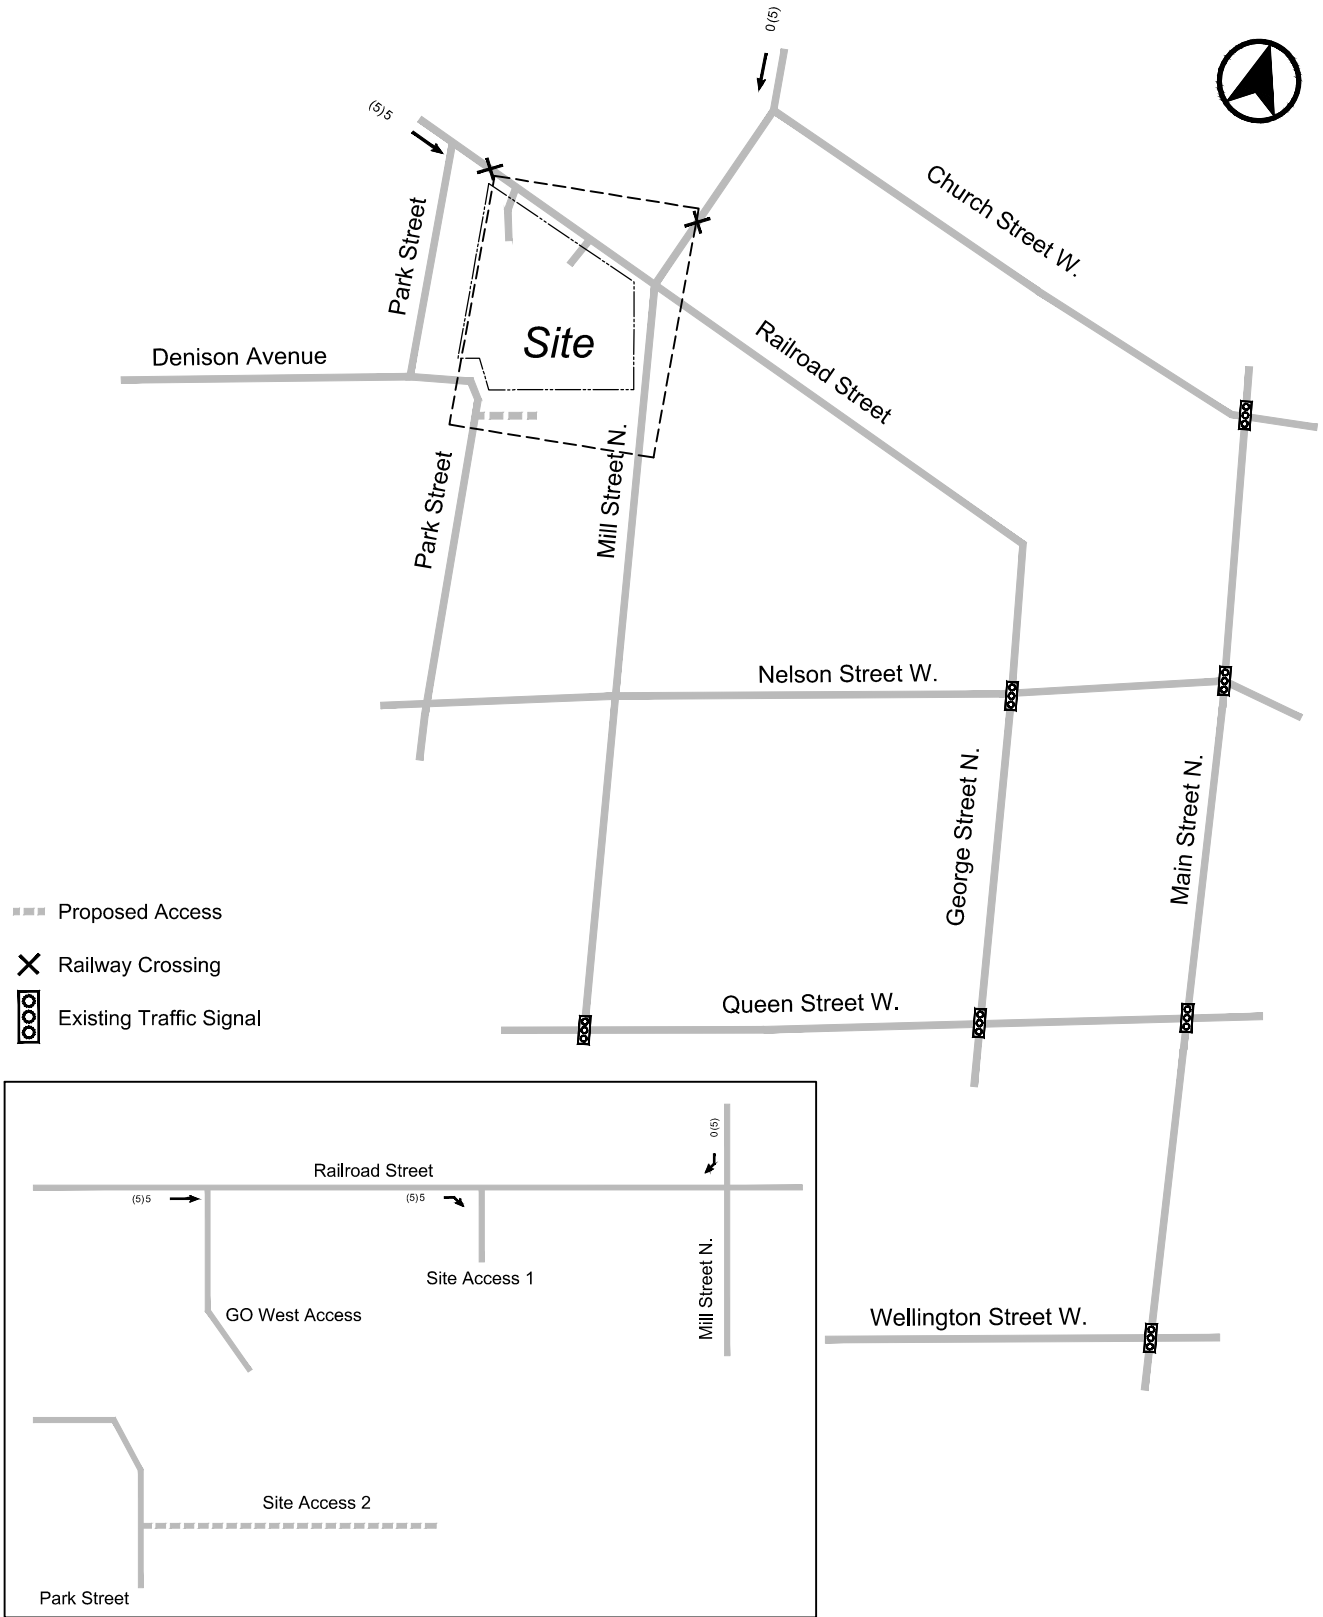 0(5)
(5)5
Church Street W.
Park Street
Railroad Street
Site
Denison Avenue
Mill Street N.
Park Street
Nelson Street W.
George Street N.
Main Street N.
Proposed Access
Railway Crossing
Existing Traffic Signal
Queen Street W.
0(5)
Railroad Street
(5)5
(5)5
Site Access 1
Mill Street N.
GO West Access
Wellington Street W.
Site Access 2
Park Street